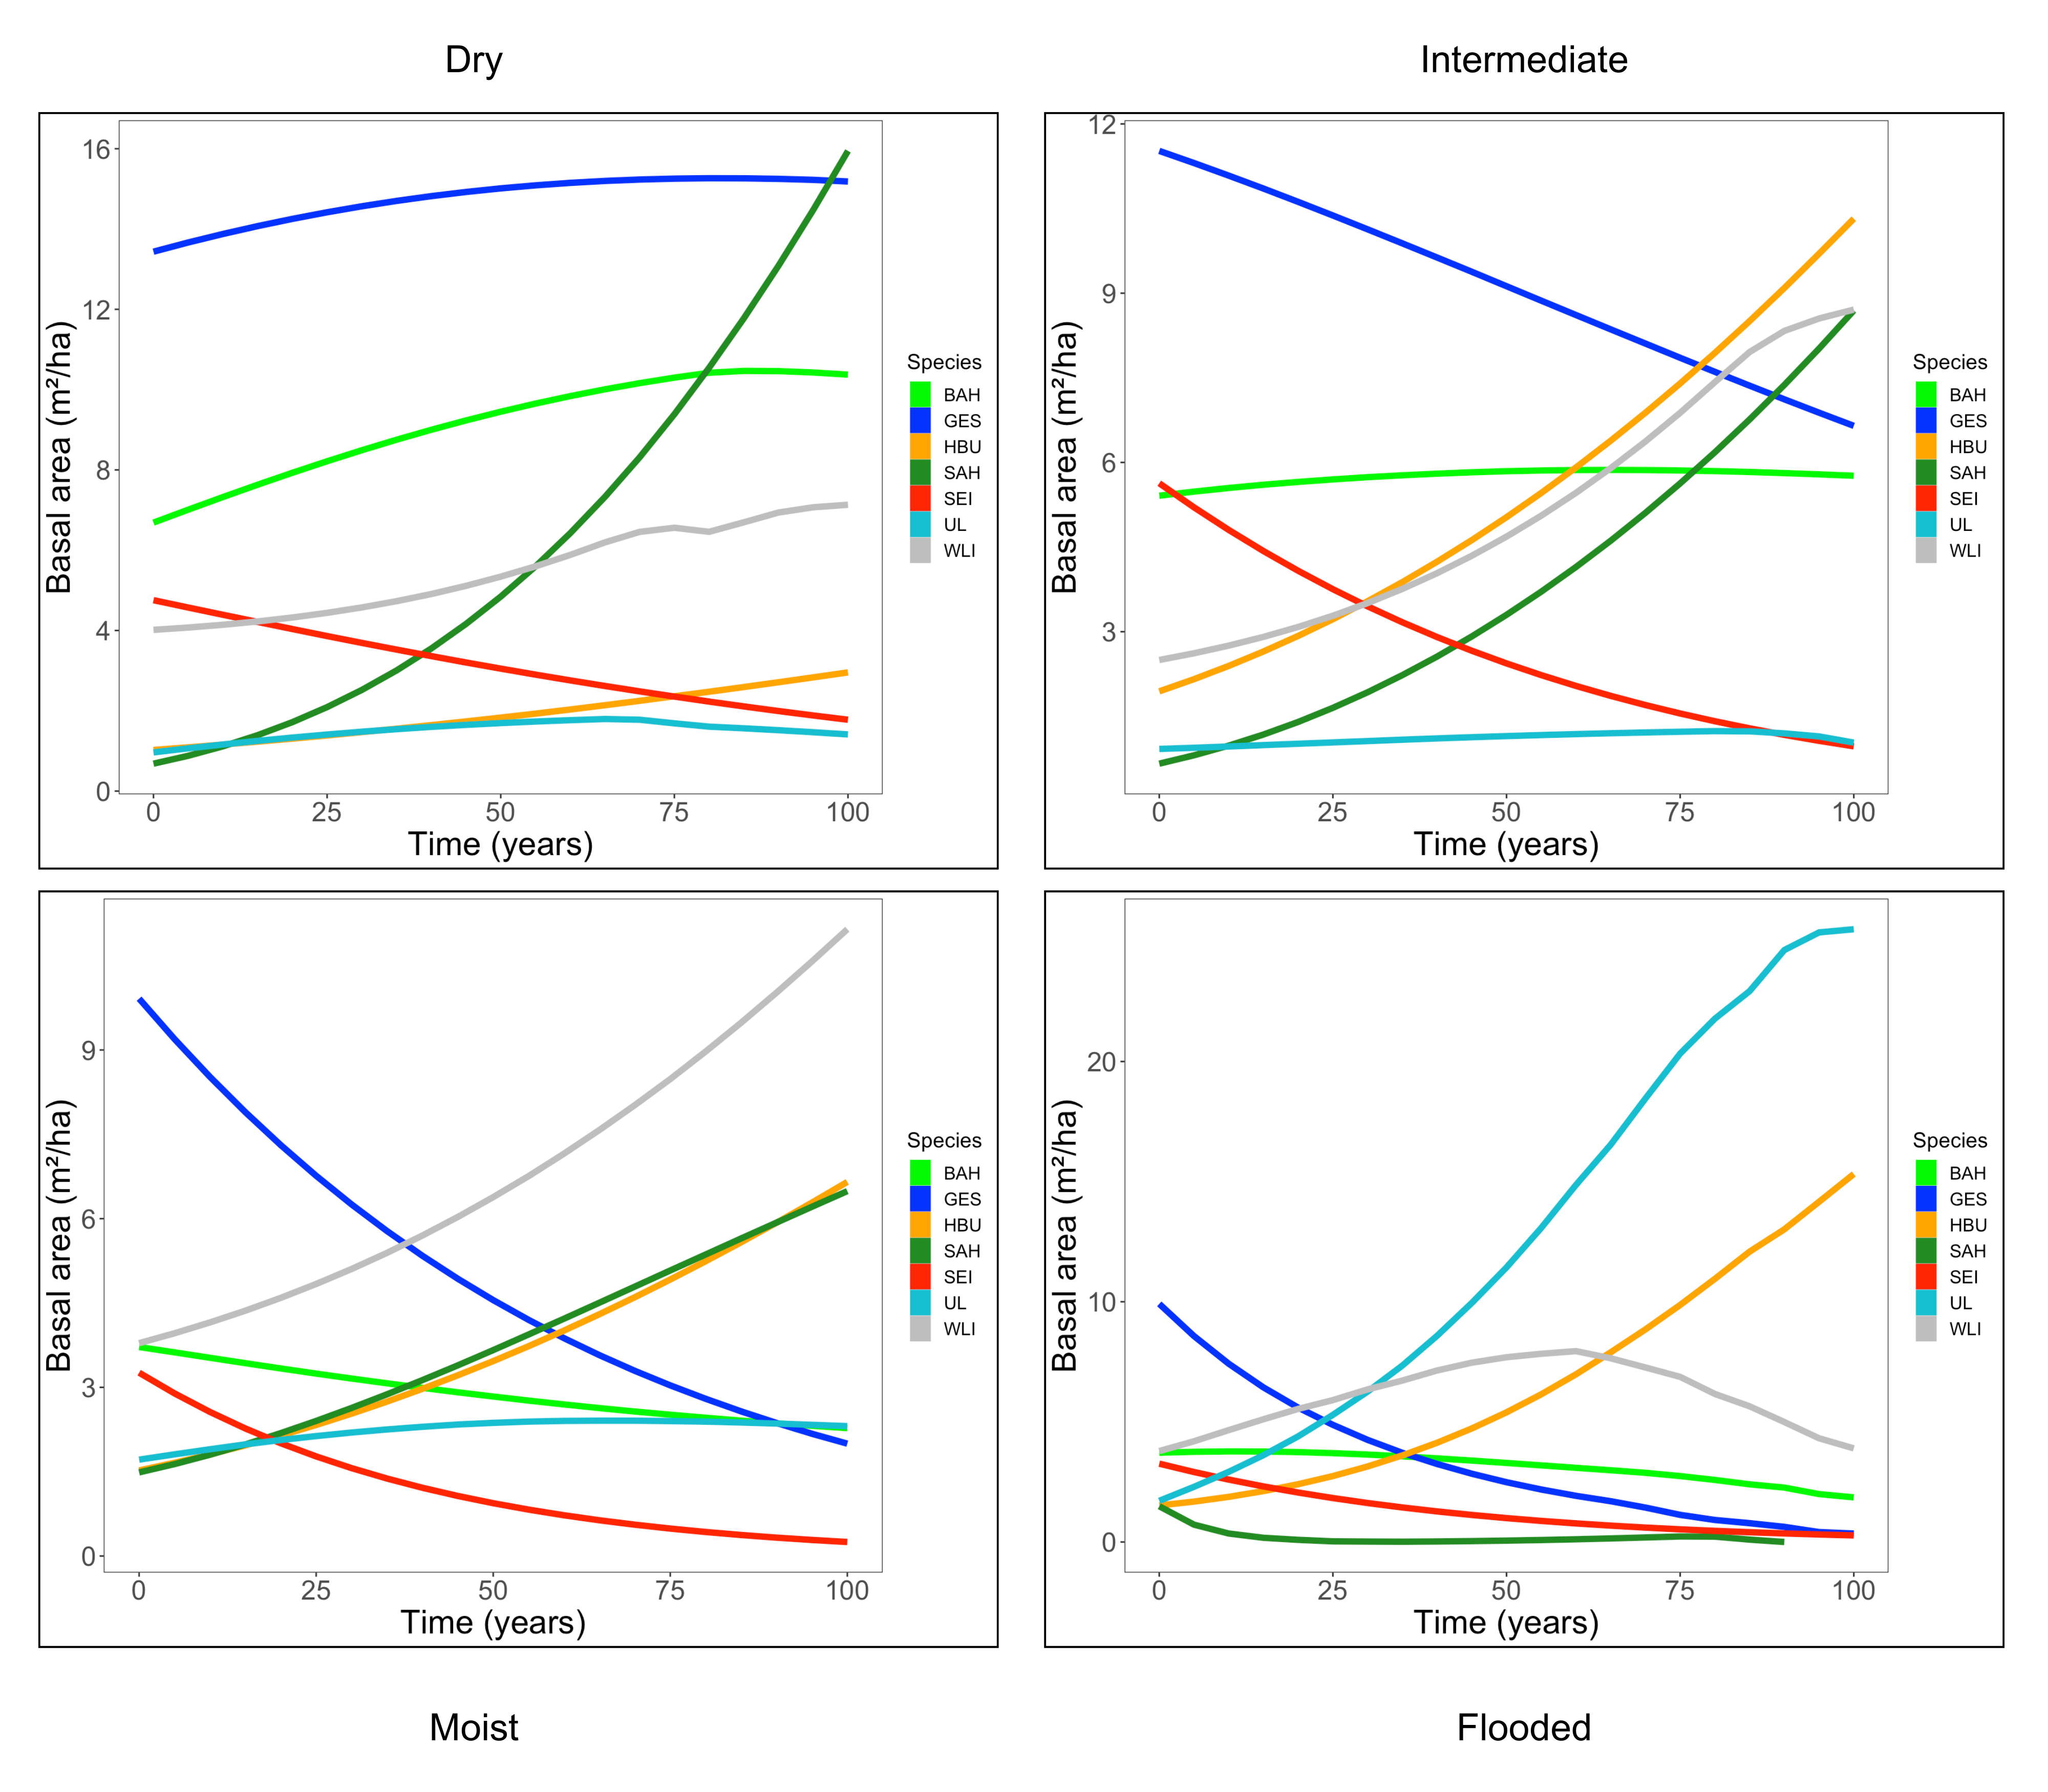 Dry
Intermediate
Basal area (m²/ha)
16
12
8
4
0
0 25 50 75 100
Time (years)
Species
BAH
GES
HBU
SAH
SEI
UL
WLI
Basal area (m²/ha)
12
9
6
3
0 25 50 75 100
Time (years)
Species
BAH
GES
HBU
SAH
SEI
UL
WLI
Basal area (m²/ha)
9
6
3
0
0 25 50 75 100
Time (years)
Species
BAH
GES
HBU
SAH
SEI
UL
WLI
Basal area (m²/ha)
20
10
0
0 25 50 75 100
Time (years)
Species
BAH
GES
HBU
SAH
SEI
UL
WLI
Moist
Flooded